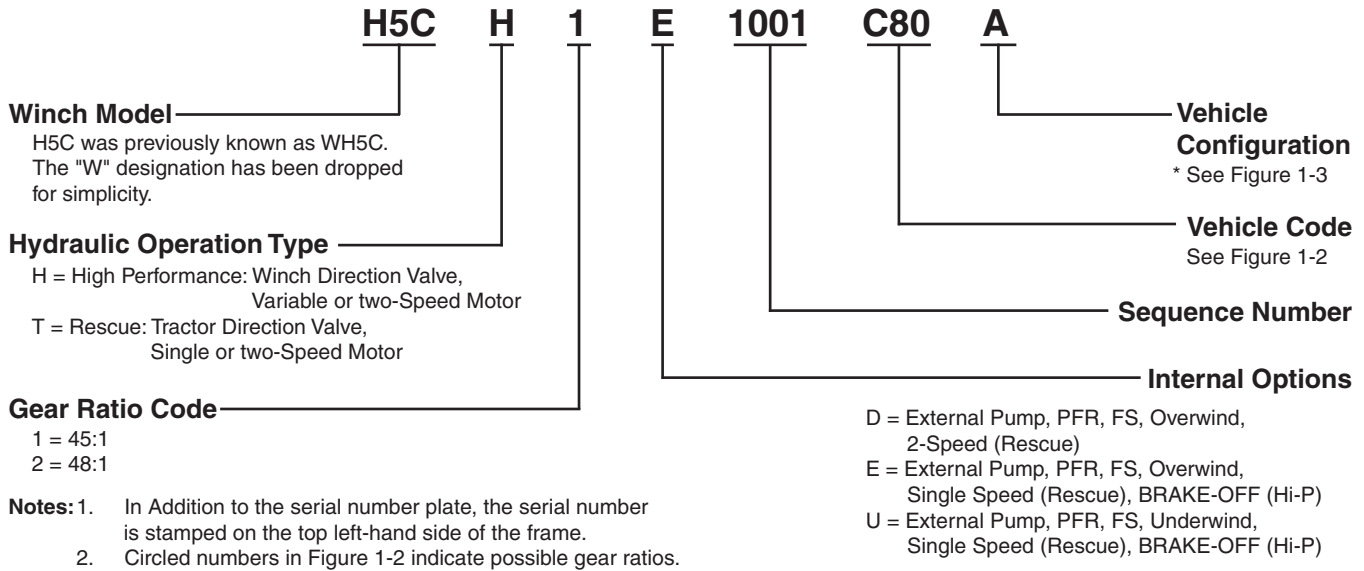 H5C H 1 E 1001 C80 A
Winch Model
H5C was previously known as WH5C.
The "W" designation has been dropped
for simplicity.
Hydraulic Operation Type
H = High Performance: Winch Direction Valve,
Variable or two-Speed Motor
T = Rescue: Tractor Direction Valve,
Single or two-Speed Motor
Gear Ratio Code
1 = 45:1
2 = 48:1
Notes: 1. In Addition to the serial number plate, the serial number
is stamped on the top left-hand side of the frame.
2. Circled numbers in Figure 1-2 indicate possible gear ratios.
Vehicle
Configuration
* See Figure 1-3
Vehicle Code
See Figure 1-2
Sequence Number
Internal Options
D = External Pump, PFR, FS, Overwind,
2-Speed (Rescue)
E = External Pump, PFR, FS, Overwind,
Single Speed (Rescue), BRAKE-OFF (Hi-P)
U = External Pump, PFR, FS, Underwind,
Single Speed (Rescue), BRAKE-OFF (Hi-P)